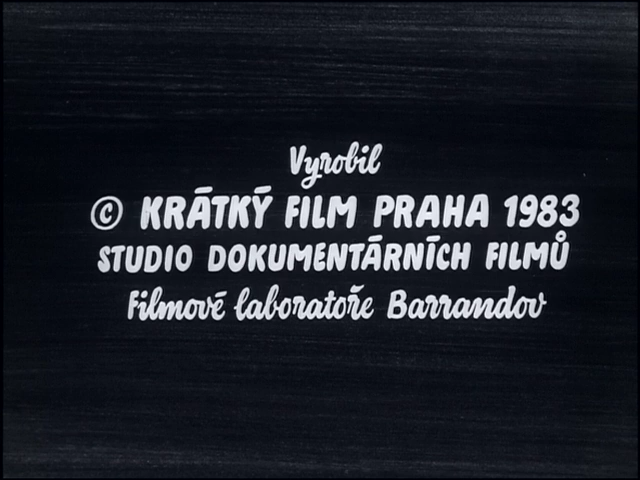 Vyrobil
© KRÁTKÝ FILM PRAHA 1983
STUDIO DOKUMENTÁRNÍCH FILMŮ
Filmové laboratoře Barrandov